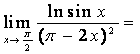 lim_{x→π/2} ln sin x / (π − 2x)² =